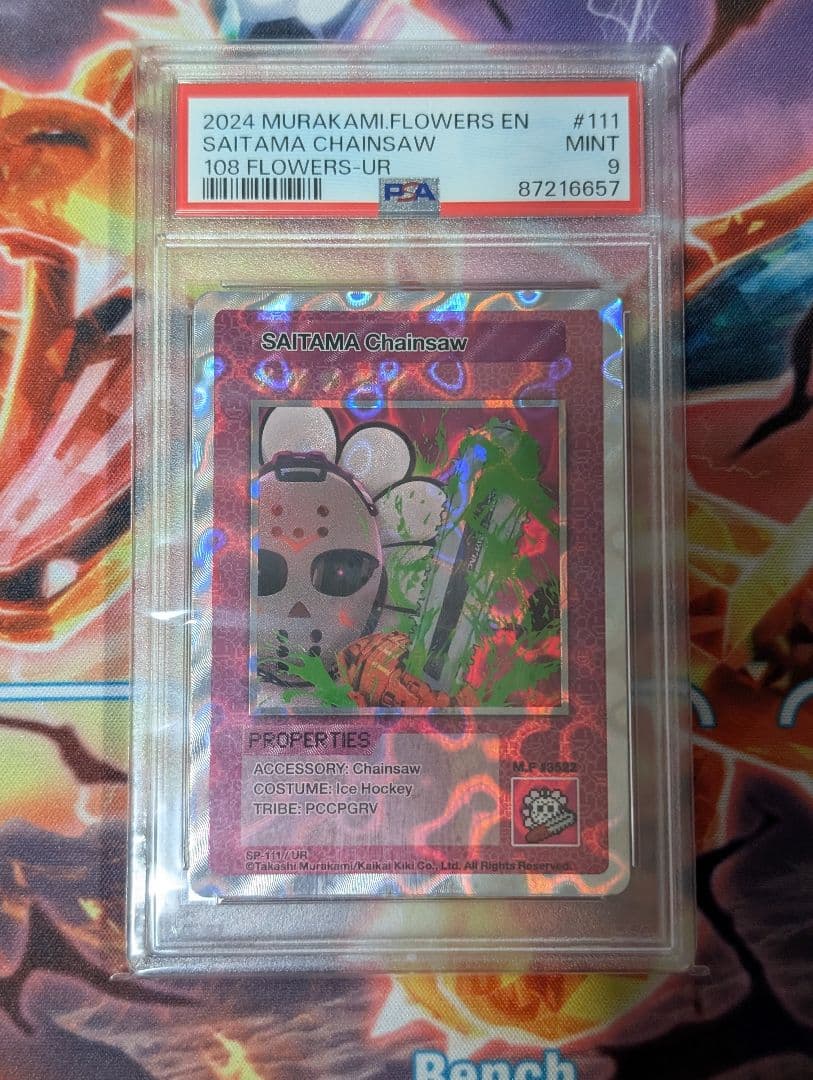 2024 MURAKAMI.FLOWERS EN #111
SAITAMA CHAINSAW MINT
108 FLOWERS-UR 9
PSA 87216657
SAITAMA Chainsaw
PROPERTIES
ACCESSORY: Chainsaw
COSTUME: Ice Hockey
TRIBE: PCCPGRV
M.F #3582
SP-111/UR
©Takashi Murakami/Kaikai Kiki Co., Ltd. All Rights Reserved.
Bench